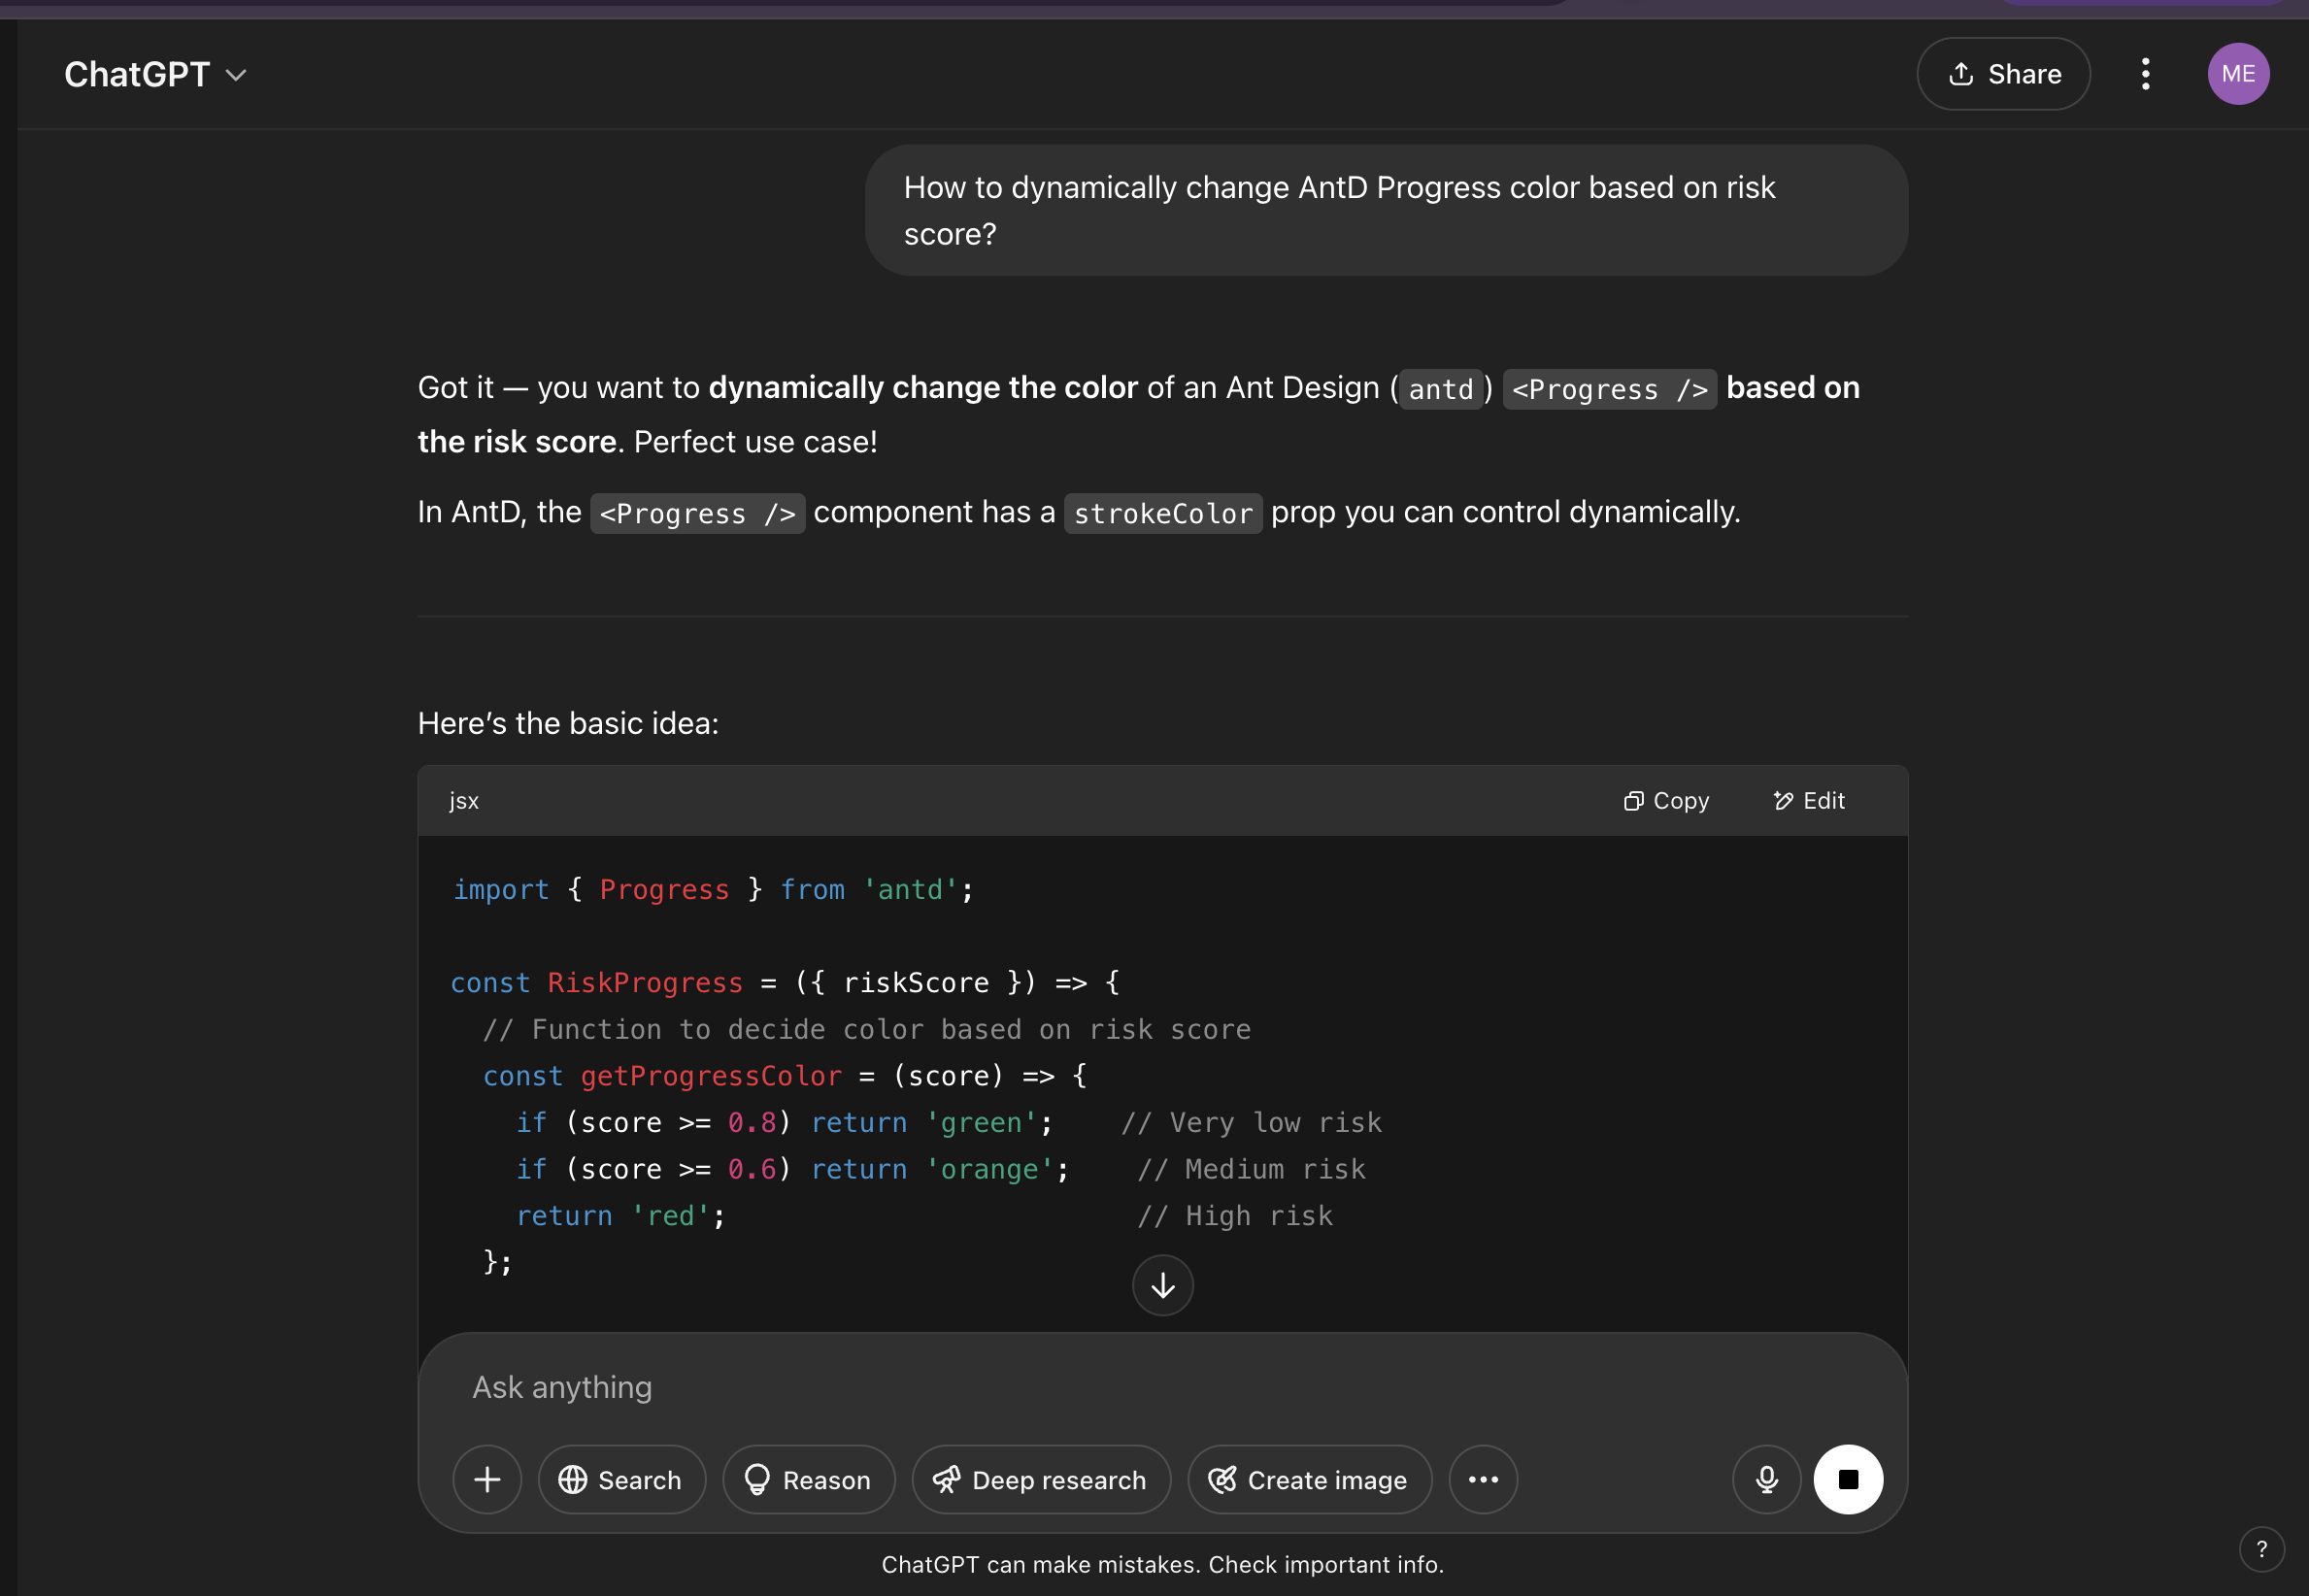 ChatGPT
Share
ME
How to dynamically change AntD Progress color based on risk
score?
Got it — you want to dynamically change the color of an Ant Design (antd) <Progress /> based on
the risk score. Perfect use case!
In AntD, the <Progress /> component has a strokeColor prop you can control dynamically.
Here’s the basic idea:
jsx
Copy
Edit
import { Progress } from 'antd';
const RiskProgress = ({ riskScore }) => {
  // Function to decide color based on risk score
  const getProgressColor = (score) => {
    if (score >= 0.8) return 'green';    // Very low risk
    if (score >= 0.6) return 'orange';    // Medium risk
    return 'red';                         // High risk
  };
Ask anything
Search
Reason
Deep research
Create image
ChatGPT can make mistakes. Check important info.
?